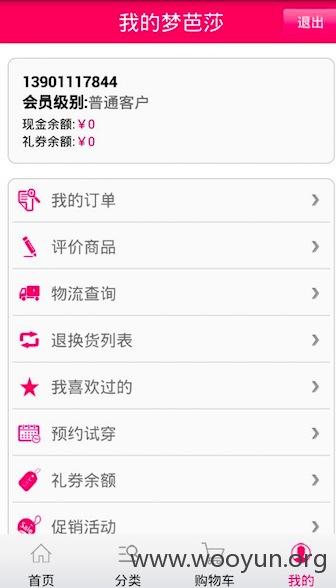 我的梦芭莎
退出
13901117844
会员级别:普通客户
现金余额:￥0
礼券余额:￥0
我的订单
评价商品
物流查询
退换货列表
我喜欢过的
预约试穿
礼券余额
促销活动
www.wooyun.org
首页
分类
购物车
我的